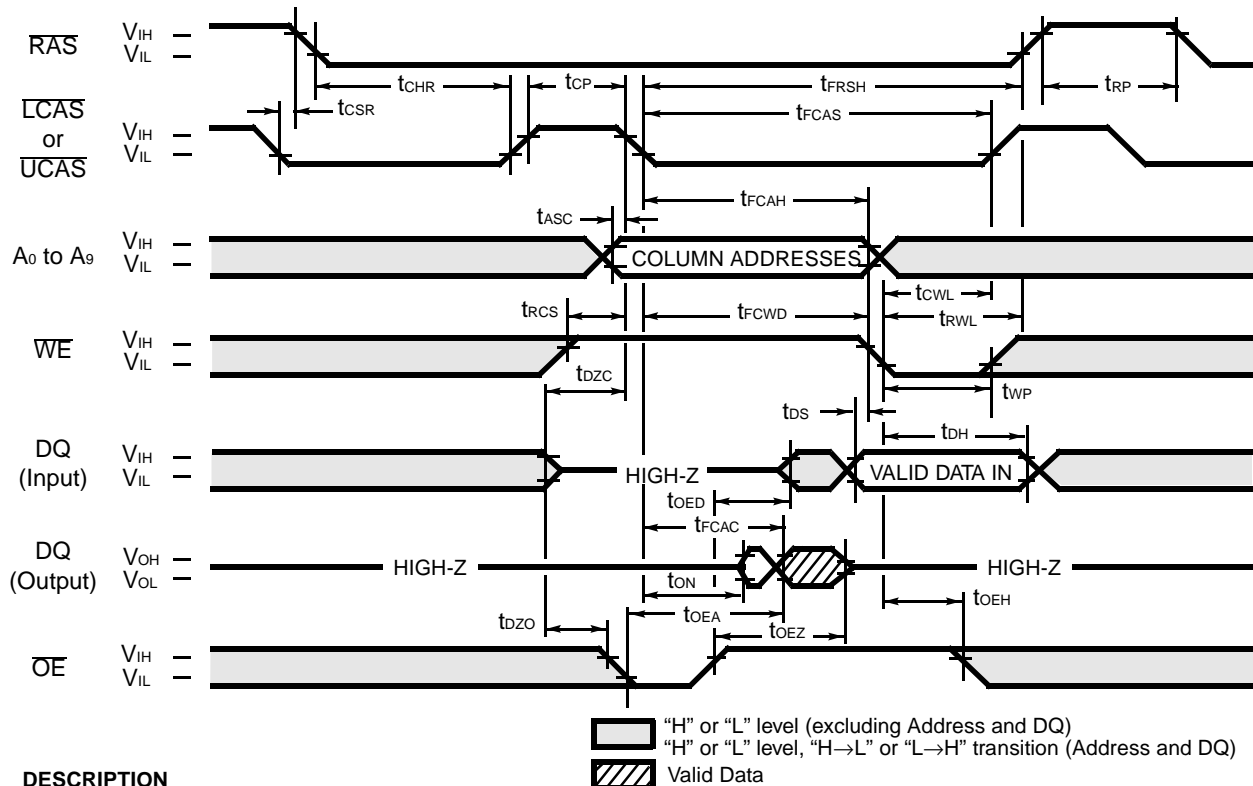 RAS
VIH
VIL
tCHR
tCP
tFRSH
tRP
tCSR
tFCAS
LCAS
or
UCAS
VIH
VIL
tFCAH
tASC
A0 to A9
VIH
VIL
COLUMN ADDRESSES
tCWL
tRCS
tFCWD
tRWL
WE
VIH
VIL
tDZC
tWP
tDS
tDH
DQ
(Input)
VIH
VIL
HIGH-Z
VALID DATA IN
tOED
tFCAC
DQ
(Output)
VOH
VOL
HIGH-Z
HIGH-Z
tON
tOEH
tDZO
tOEA
tOEZ
OE
VIH
VIL
“H” or “L” level (excluding Address and DQ)
“H” or “L” level, “H→L” or “L→H” transition (Address and DQ)
DESCRIPTION
Valid Data